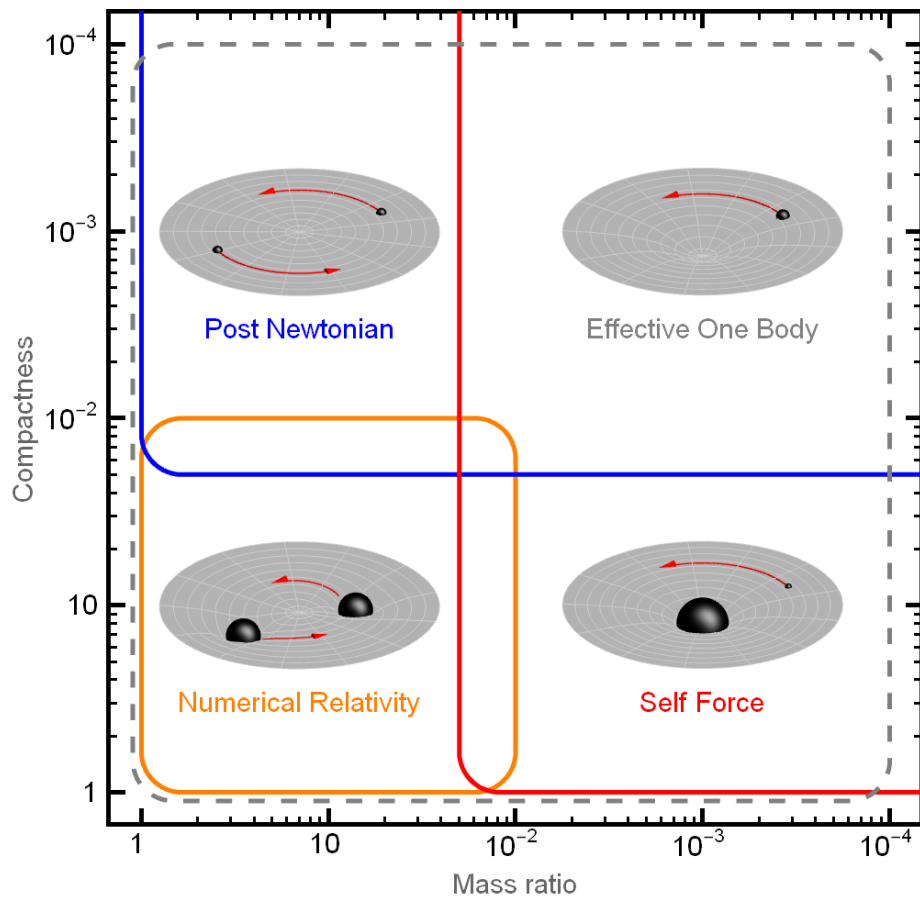 10⁻⁴
10⁻³
Post Newtonian
Effective One Body
Compactness
10⁻²
10
Numerical Relativity
Self Force
1
1
10
10⁻²
10⁻³
10⁻⁴
Mass ratio